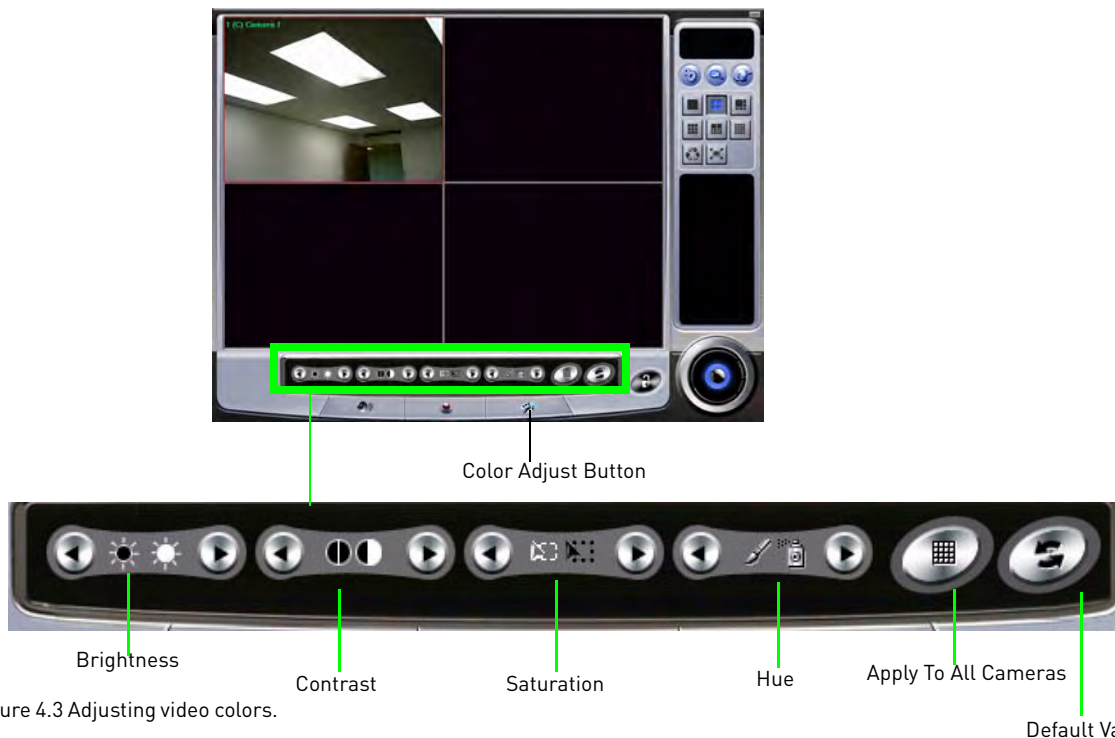 1 (C) Camera 1
Color Adjust Button
Brightness
Contrast
Saturation
Hue
Apply To All Cameras
ure 4.3 Adjusting video colors.
Default Va